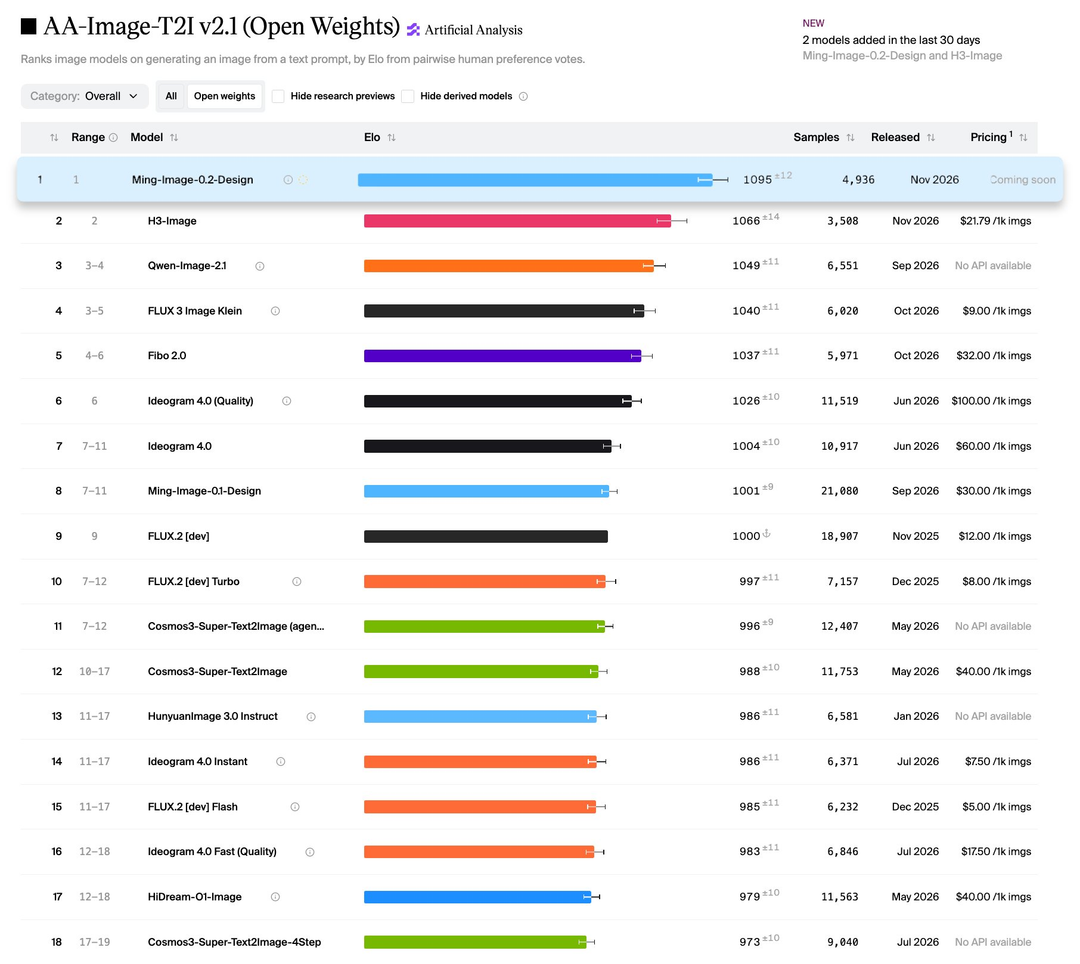 AA-Image-T2I v2.1 (Open Weights) Artificial Analysis
Ranks image models on generating an image from a text prompt, by Elo from pairwise human preference votes.
NEW
2 models added in the last 30 days
Ming-Image-0.2-Design and H3-Image
Category: Overall All Open weights Hide research previews Hide derived models
Range Model Elo Samples Released Pricing 1
1 1 Ming-Image-0.2-Design 1095 ±12 4,936 Nov 2026 Coming soon
2 2 H3-Image 1066 ±14 3,508 Nov 2026 $21.79 /1k imgs
3 3–4 Qwen-Image-2.1 1049 ±11 6,551 Sep 2026 No API available
4 3–5 FLUX 3 Image Klein 1040 ±11 6,020 Oct 2026 $9.00 /1k imgs
5 4–6 Fibo 2.0 1037 ±11 5,971 Oct 2026 $32.00 /1k imgs
6 6 Ideogram 4.0 (Quality) 1026 ±10 11,519 Jun 2026 $100.00 /1k imgs
7 7–11 Ideogram 4.0 1004 ±10 10,917 Jun 2026 $60.00 /1k imgs
8 7–11 Ming-Image-0.1-Design 1001 ±9 21,080 Sep 2026 $30.00 /1k imgs
9 9 FLUX.2 [dev] 1000 18,907 Nov 2025 $12.00 /1k imgs
10 7–12 FLUX.2 [dev] Turbo 997 ±11 7,157 Dec 2025 $8.00 /1k imgs
11 7–12 Cosmos3-Super-Text2Image (agen... 996 ±9 12,407 May 2026 No API available
12 10–17 Cosmos3-Super-Text2Image 988 ±10 11,753 May 2026 $40.00 /1k imgs
13 11–17 HunyuanImage 3.0 Instruct 986 ±11 6,581 Jan 2026 No API available
14 11–17 Ideogram 4.0 Instant 986 ±11 6,371 Jul 2026 $7.50 /1k imgs
15 11–17 FLUX.2 [dev] Flash 985 ±11 6,232 Dec 2025 $5.00 /1k imgs
16 12–18 Ideogram 4.0 Fast (Quality) 983 ±11 6,846 Jul 2026 $17.50 /1k imgs
17 12–18 HiDream-O1-Image 979 ±10 11,563 May 2026 $40.00 /1k imgs
18 17–19 Cosmos3-Super-Text2Image-4Step 973 ±10 9,040 Jul 2026 No API available